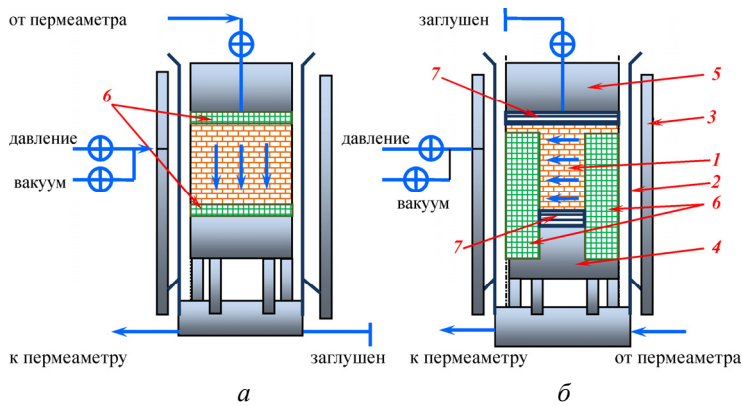 от пермеаметра
6
давление
вакуум
к пермеаметру
заглушен
а
заглушен
7
5
3
давление
1
2
вакуум
6
7
4
к пермеаметру
от пермеаметра
б